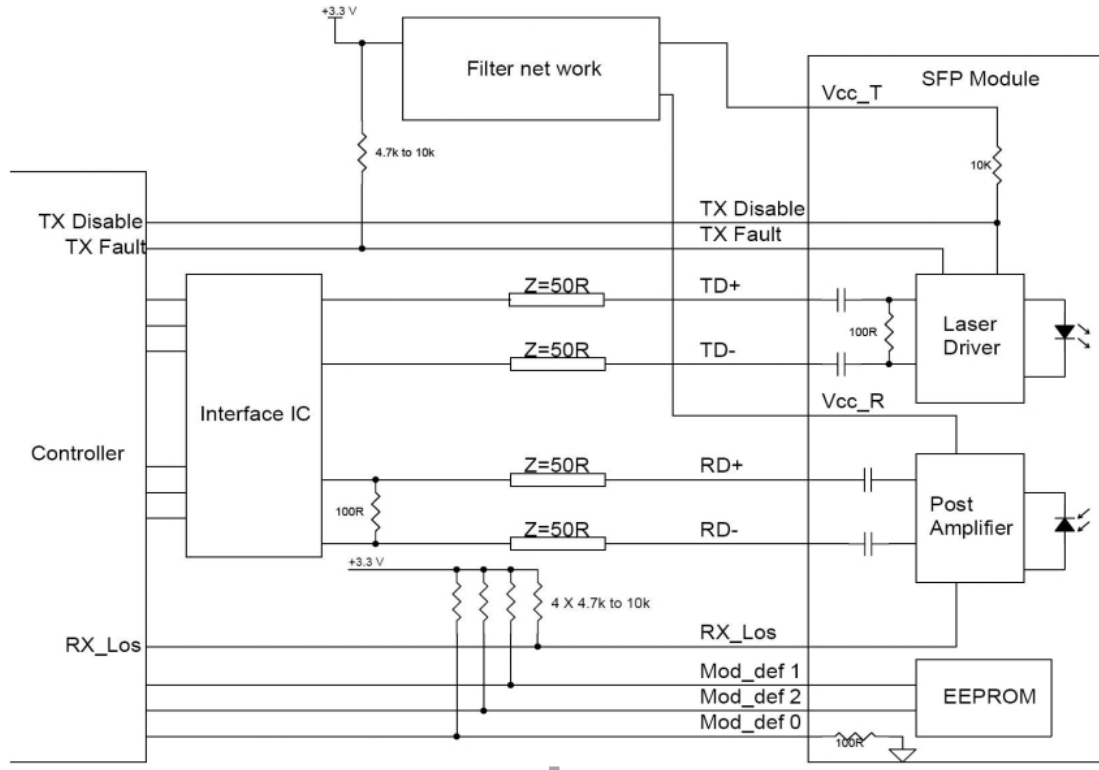 +3.3 V
Filter net work
SFP Module
Vcc_T
4.7k to 10k
10K
TX Disable
TX Disable
TX Fault
TX Fault
Z=50R
TD+
Laser
Driver
100R
Z=50R
TD-
Vcc_R
Interface IC
Controller
Z=50R
RD+
100R
Post
Amplifier
Z=50R
RD-
+3.3 V
4 X 4.7k to 10k
RX_Los
RX_Los
Mod_def 1
Mod_def 2
EEPROM
Mod_def 0
100R